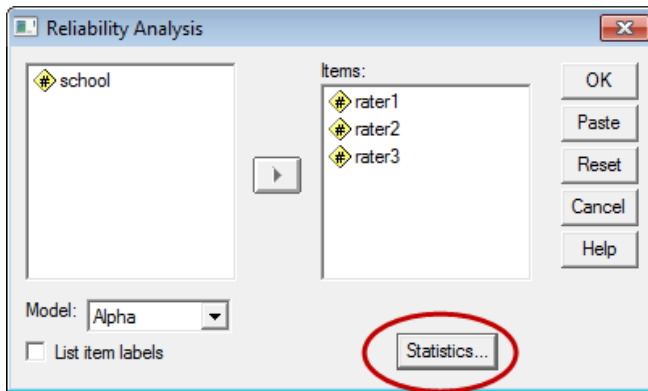 Reliability Analysis
school
Items:
rater1
rater2
rater3
OK
Paste
Reset
Cancel
Help
Model: Alpha
List item labels
Statistics...